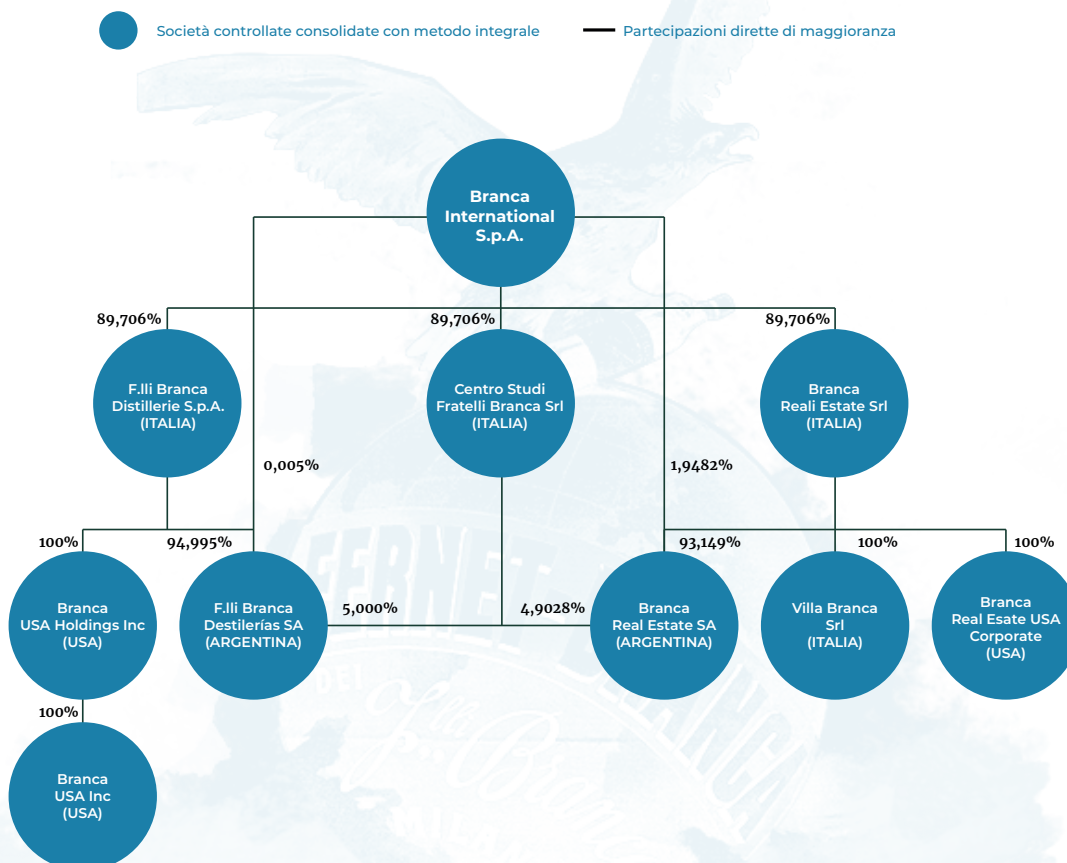 Società controllate consolidate con metodo integrale
Partecipazioni dirette di maggioranza
Branca
International
S.p.A.
89,706%
89,706%
89,706%
F.lli Branca
Distillerie S.p.A.
(ITALIA)
Centro Studi
Fratelli Branca Srl
(ITALIA)
Branca
Reali Estate Srl
(ITALIA)
0,005%
1,9482%
100%
94,995%
93,149%
100%
100%
Branca
USA Holdings Inc
(USA)
F.lli Branca
Destilerías SA
(ARGENTINA)
5,000%
4,9028%
Branca
Real Estate SA
(ARGENTINA)
Villa Branca
Srl
(ITALIA)
Branca
Real Esate USA
Corporate
(USA)
100%
Branca
USA Inc
(USA)
FERNET-BRANCA
DEI